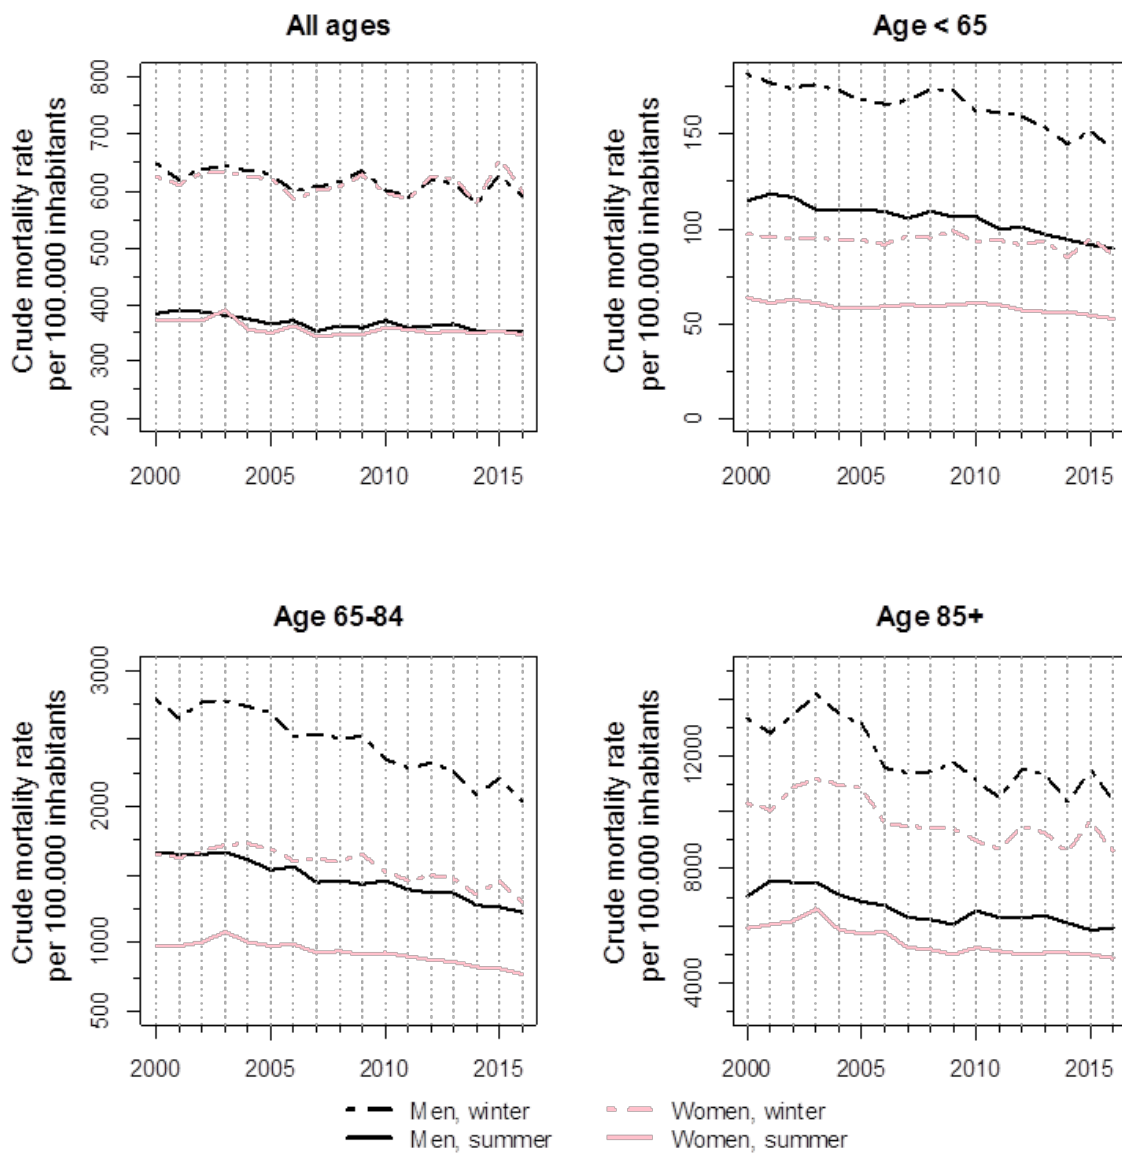 All ages
Crude mortality rate
per 100.000 inhabitants
200 300 400 500 600 700 800
2000 2005 2010 2015
Age < 65
Crude mortality rate
per 100.000 inhabitants
0 50 100 150
2000 2005 2010 2015
Age 65-84
Crude mortality rate
per 100.000 inhabitants
500 1000 2000 3000
2000 2005 2010 2015
Age 85+
Crude mortality rate
per 100.000 inhabitants
4000 8000 12000
2000 2005 2010 2015
Men, winter
Women, winter
Men, summer
Women, summer